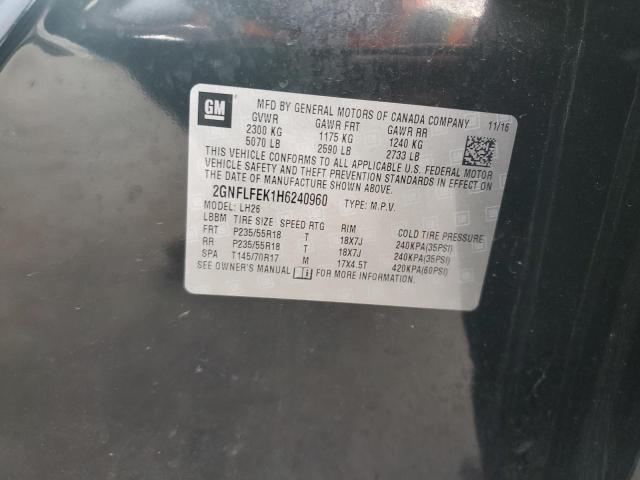 GM
MFD BY GENERAL MOTORS OF CANADA COMPANY 11/16
GVWR GAWR FRT GAWR RR
2300 KG 1175 KG 1240 KG
5070 LB 2590 LB 2733 LB
THIS VEHICLE CONFORMS TO ALL APPLICABLE U.S. FEDERAL MOTOR
VEHICLE SAFETY AND THEFT PREVENTION STANDARDS IN EFFECT ON
THE DATE OF MANUFACTURE SHOWN ABOVE.
2GNFLFEK1H6240960 TYPE: M.P.V.
MODEL: LH26
LBBM TIRE SIZE SPEED RTG RIM COLD TIRE PRESSURE
FRT P235/55R18 T 18X7J 240KPA(35PSI)
RR P235/55R18 T 18X7J 240KPA(35PSI)
SPA T145/70R17 M 17X4.5T 420KPA(60PSI)
SEE OWNER'S MANUAL FOR MORE INFORMATION.